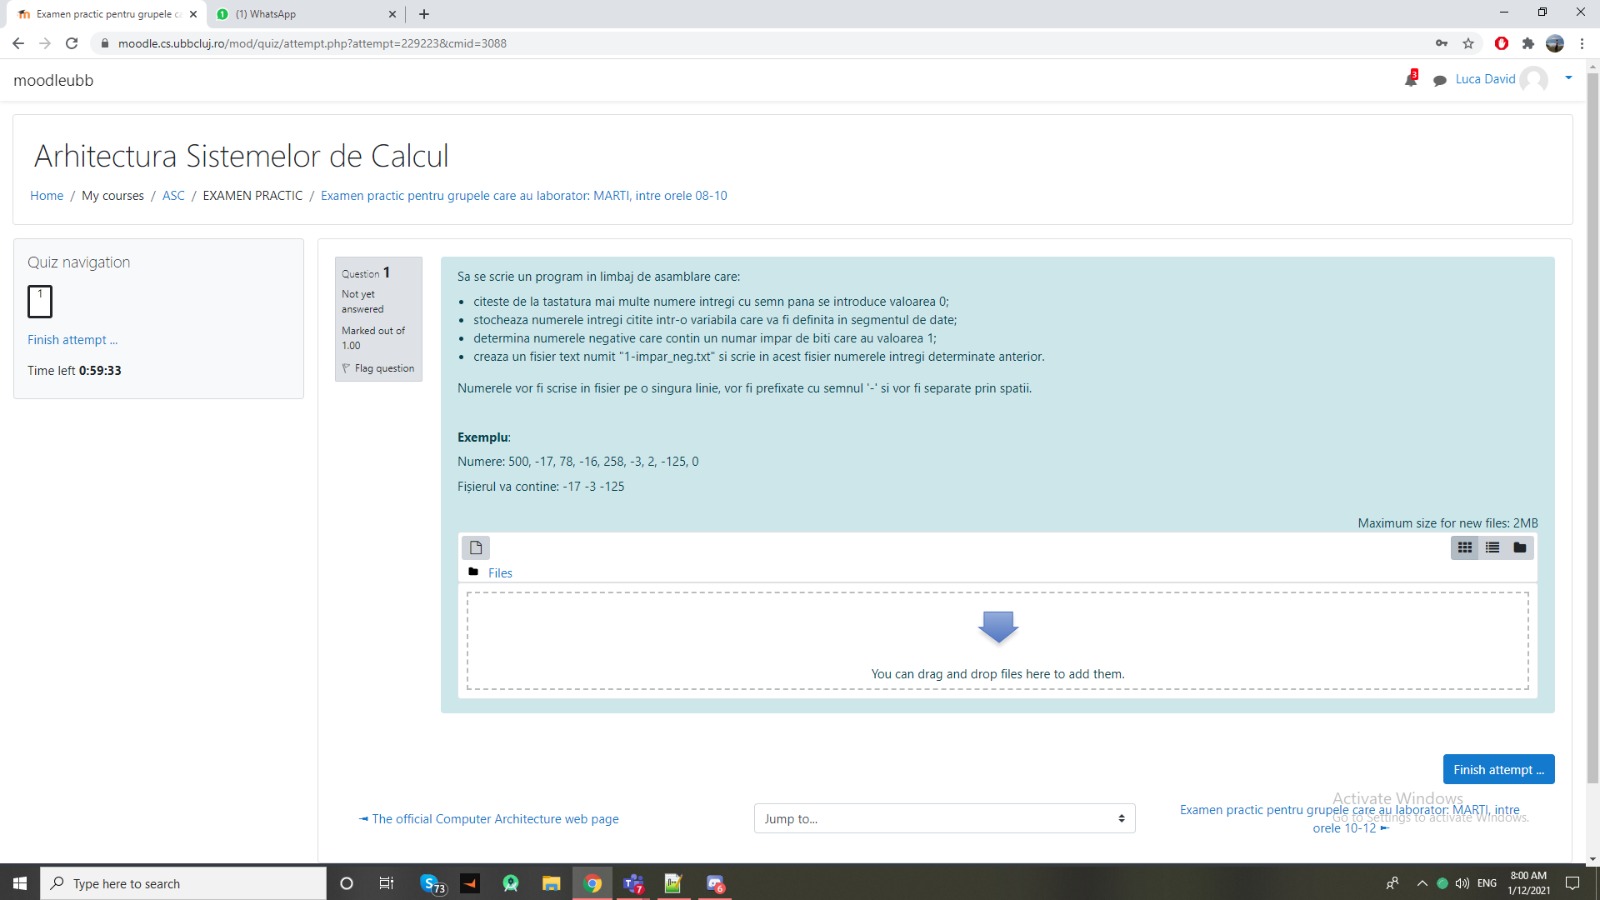 Examen practic pentru grupele c
(1) WhatsApp
moodle.cs.ubbcluj.ro/mod/quiz/attempt.php?attempt=229223&cmid=3088
moodleubb
3
Luca David
Arhitectura Sistemelor de Calcul
Home / My courses / ASC / EXAMEN PRACTIC / Examen practic pentru grupele care au laborator: MARTI, intre orele 08-10
Quiz navigation
1
Finish attempt ...
Time left 0:59:33
Question 1
Not yet
answered
Marked out of
1.00
Flag question
Sa se scrie un program in limbaj de asamblare care:
• citeste de la tastatura mai multe numere intregi cu semn pana se introduce valoarea 0;
• stocheaza numerele intregi citite intr-o variabila care va fi definita in segmentul de date;
• determina numerele negative care contin un numar impar de biti care au valoarea 1;
• creaza un fisier text numit "1-impar_neg.txt" si scrie in acest fisier numerele intregi determinate anterior.
Numerele vor fi scrise in fisier pe o singura linie, vor fi prefixate cu semnul '-' si vor fi separate prin spatii.
Exemplu:
Numere: 500, -17, 78, -16, 258, -3, 2, -125, 0
Fișierul va contine: -17 -3 -125
Maximum size for new files: 2MB
Files
You can drag and drop files here to add them.
Finish attempt ...
◄ The official Computer Architecture web page
Jump to...
Examen practic pentru grupele care au laborator: MARTI, intre
orele 10-12 ►
Activate Windows
Go to Settings to activate Windows.
Type here to search
73
7
6
ENG
8:00 AM
1/12/2021